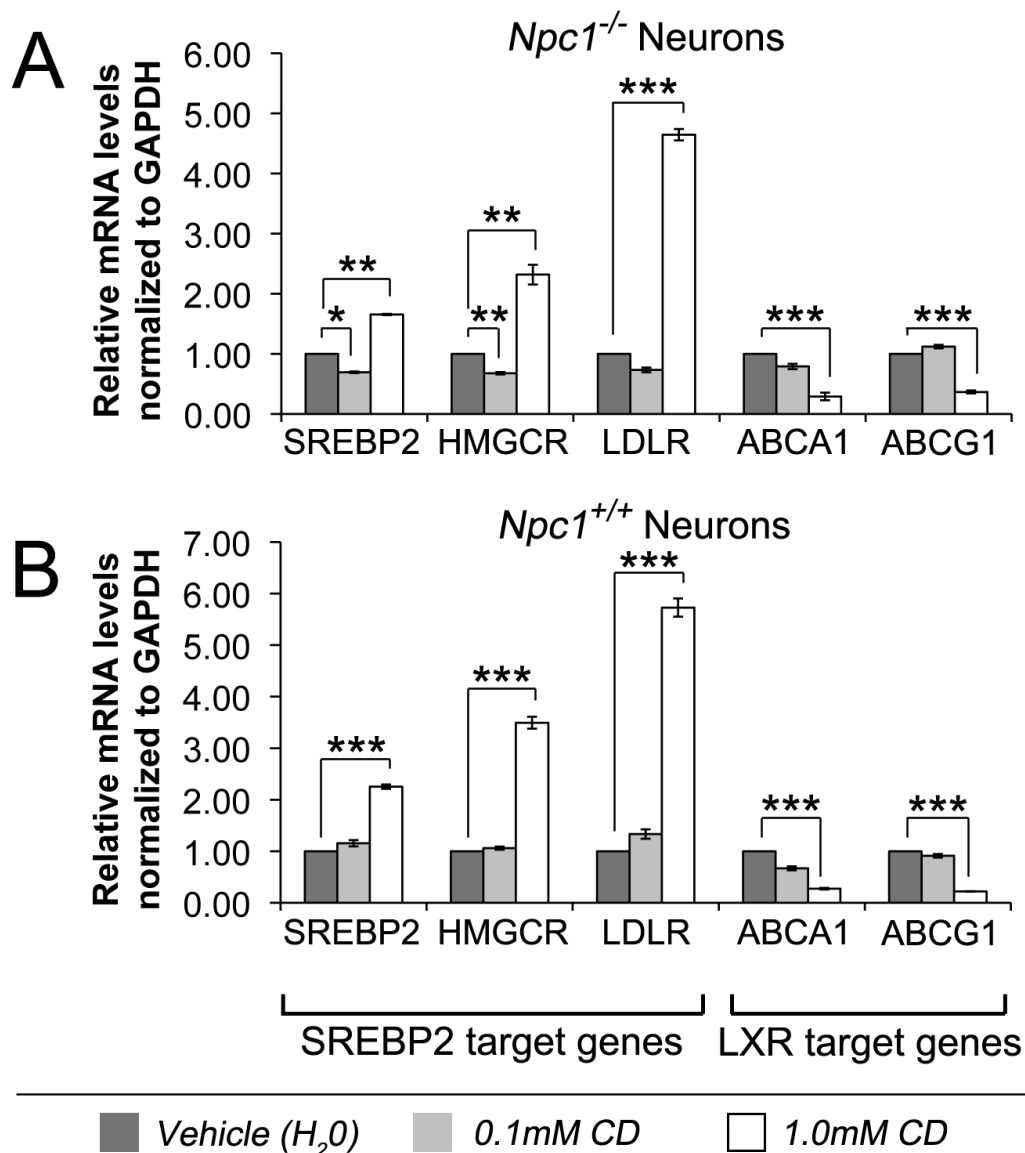 A
Npc1-/- Neurons
Relative mRNA levels
normalized to GAPDH
6.00
5.00
4.00
3.00
2.00
1.00
0.00
***
**
**
*
**
***
***
SREBP2 HMGCR LDLR ABCA1 ABCG1
B
Npc1+/+ Neurons
Relative mRNA levels
normalized to GAPDH
7.00
6.00
5.00
4.00
3.00
2.00
1.00
0.00
***
***
***
***
***
SREBP2 HMGCR LDLR ABCA1 ABCG1
SREBP2 target genes LXR target genes
Vehicle (H20) 0.1mM CD 1.0mM CD